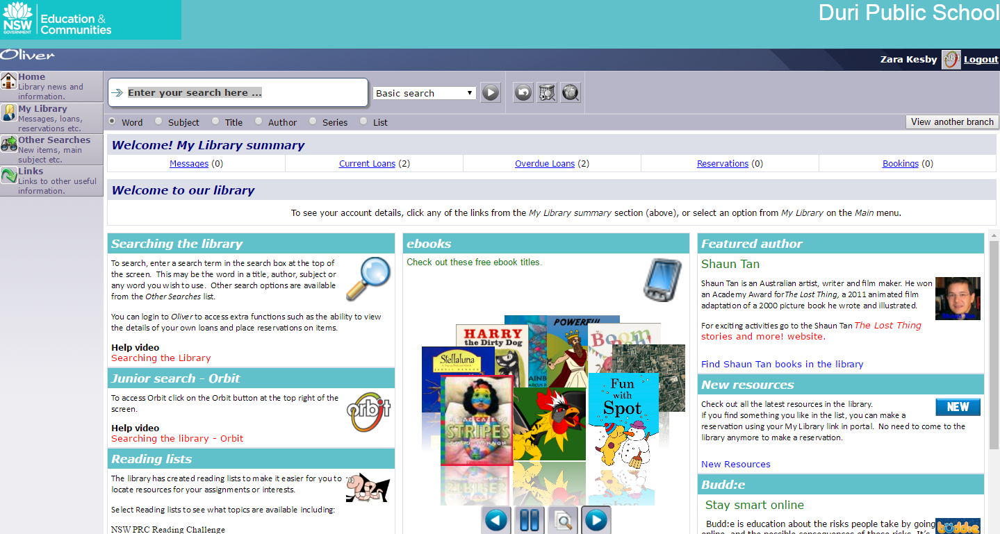 NSW
GOVERNMENT
Education &
Communities
Duri Public School
Oliver
Zara Kesby
orbit
Logout
Home
Library news and
information.
My Library
Messages, loans,
reservations etc.
Other Searches
New items, main
subject etc.
Links
Links to other useful
information.
Enter your search here ...
Basic search
Word Subject Title Author Series List
View another branch
Welcome! My Library summary
Messages (0) Current Loans (2) Overdue Loans (2) Reservations (0) Bookings (0)
Welcome to our library
To see your account details, click any of the links from the My Library summary section (above), or select an option from My Library on the Main menu.
Searching the library
To search, enter a search term in the search box at the top of
the screen.  This may be the word in a title, author, subject or
any word you wish to use.  Other search options are available
from the Other Searches list.
You can login to Oliver to access extra functions such as the ability to view
the details of your own loans and place reservations on items.
Help video
Searching the Library
Junior search - Orbit
To access Orbit click on the Orbit button at the top right of the
screen.
orbit
Help video
Searching the library - Orbit
Reading lists
The library has created reading lists to make it easier for you to
locate resources for your assignments or interests.
Select Reading lists to see what topics are available including:
NSW PRC Reading Challenge
ebooks
Check out these free ebook titles.
POWERFUL
HARRY
the Dirty Dog
Stellaluna
Fun
with
Spot
STRIPES
Featured author
Shaun Tan
Shaun Tan is an Australian artist, writer and film maker. He won
an Academy Award forThe Lost Thing, a 2011 animated film
adaptation of a 2000 picture book he wrote and illustrated.
Shaun Tan
For exciting activities go to the Shaun Tan The Lost Thing
stories and more! website.
Find Shaun Tan books in the library
New resources
Check out all the latest resources in the library.
NEW
If you find something you like in the list, you can make a
reservation using your My Library link in portal.  No need to come to the
library anymore to make a reservation.
New Resources
Budd:e
Stay smart online
Budd:e is education about the risks people take by going
budd:e
online, and the possible consequences of those risks. It's